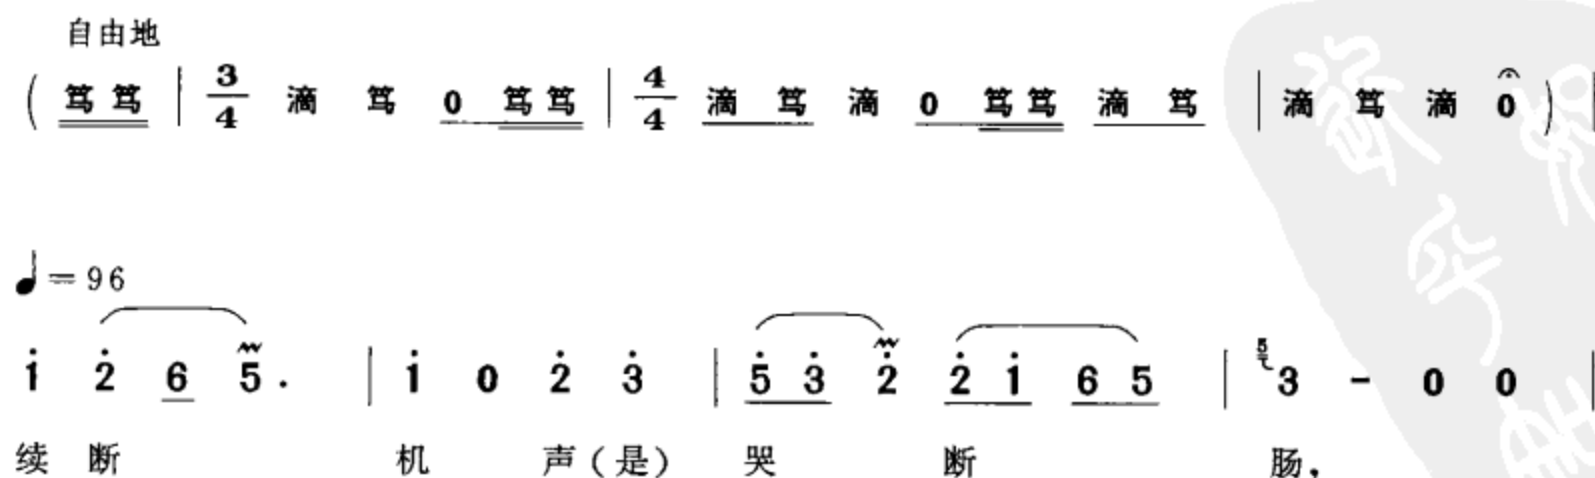 自由地
( 笃笃 | 3/4 滴 笃 0 笃笃 | 4/4 滴 笃 滴 0 笃笃 滴 笃 | 滴 笃 滴 0 ) |
♩=96
1̇ 2̇ 6 5. | 1̇ 0 2̇ 3̇ | 5̇ 3̇ 2̇ 2̇ 1̇ 6 5 | 5 3 - 0 0 |
续 断 机 声(是) 哭 断 肠,